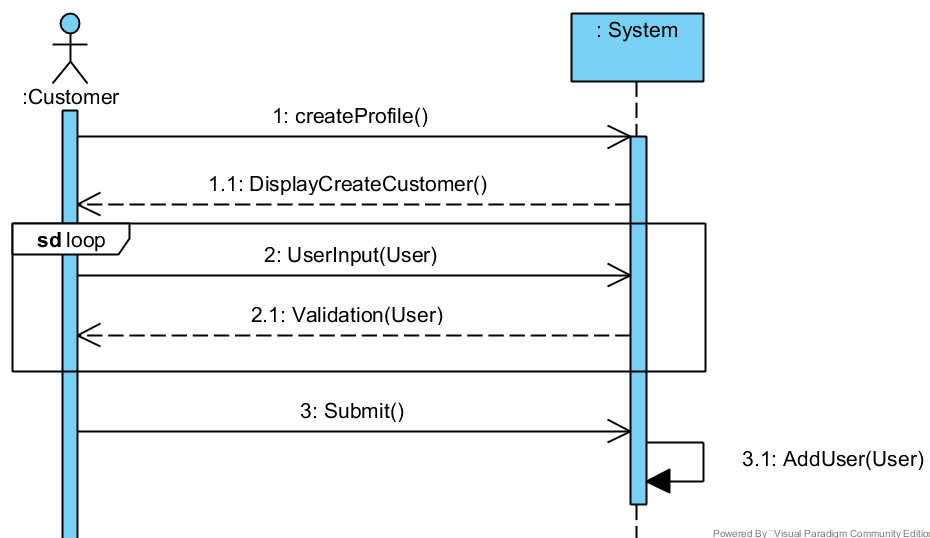 : System
:Customer
1: createProfile()
1.1: DisplayCreateCustomer()
sd loop
2: UserInput(User)
2.1: Validation(User)
3: Submit()
3.1: AddUser(User)
Powered By Visual Paradigm Community Edition